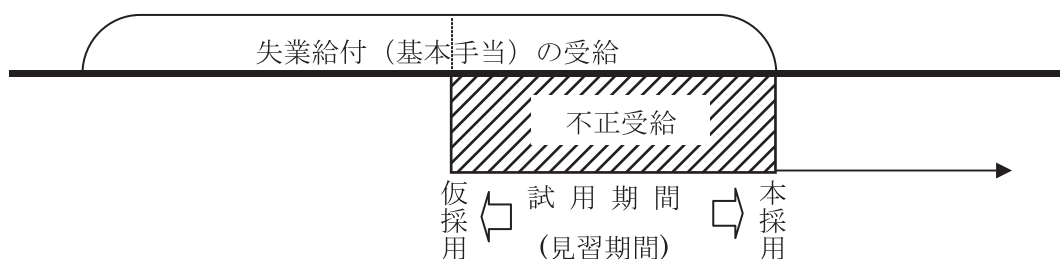 失業給付（基本手当）の受給
不正受給
仮採用
試用期間
(見習期間)
本採用